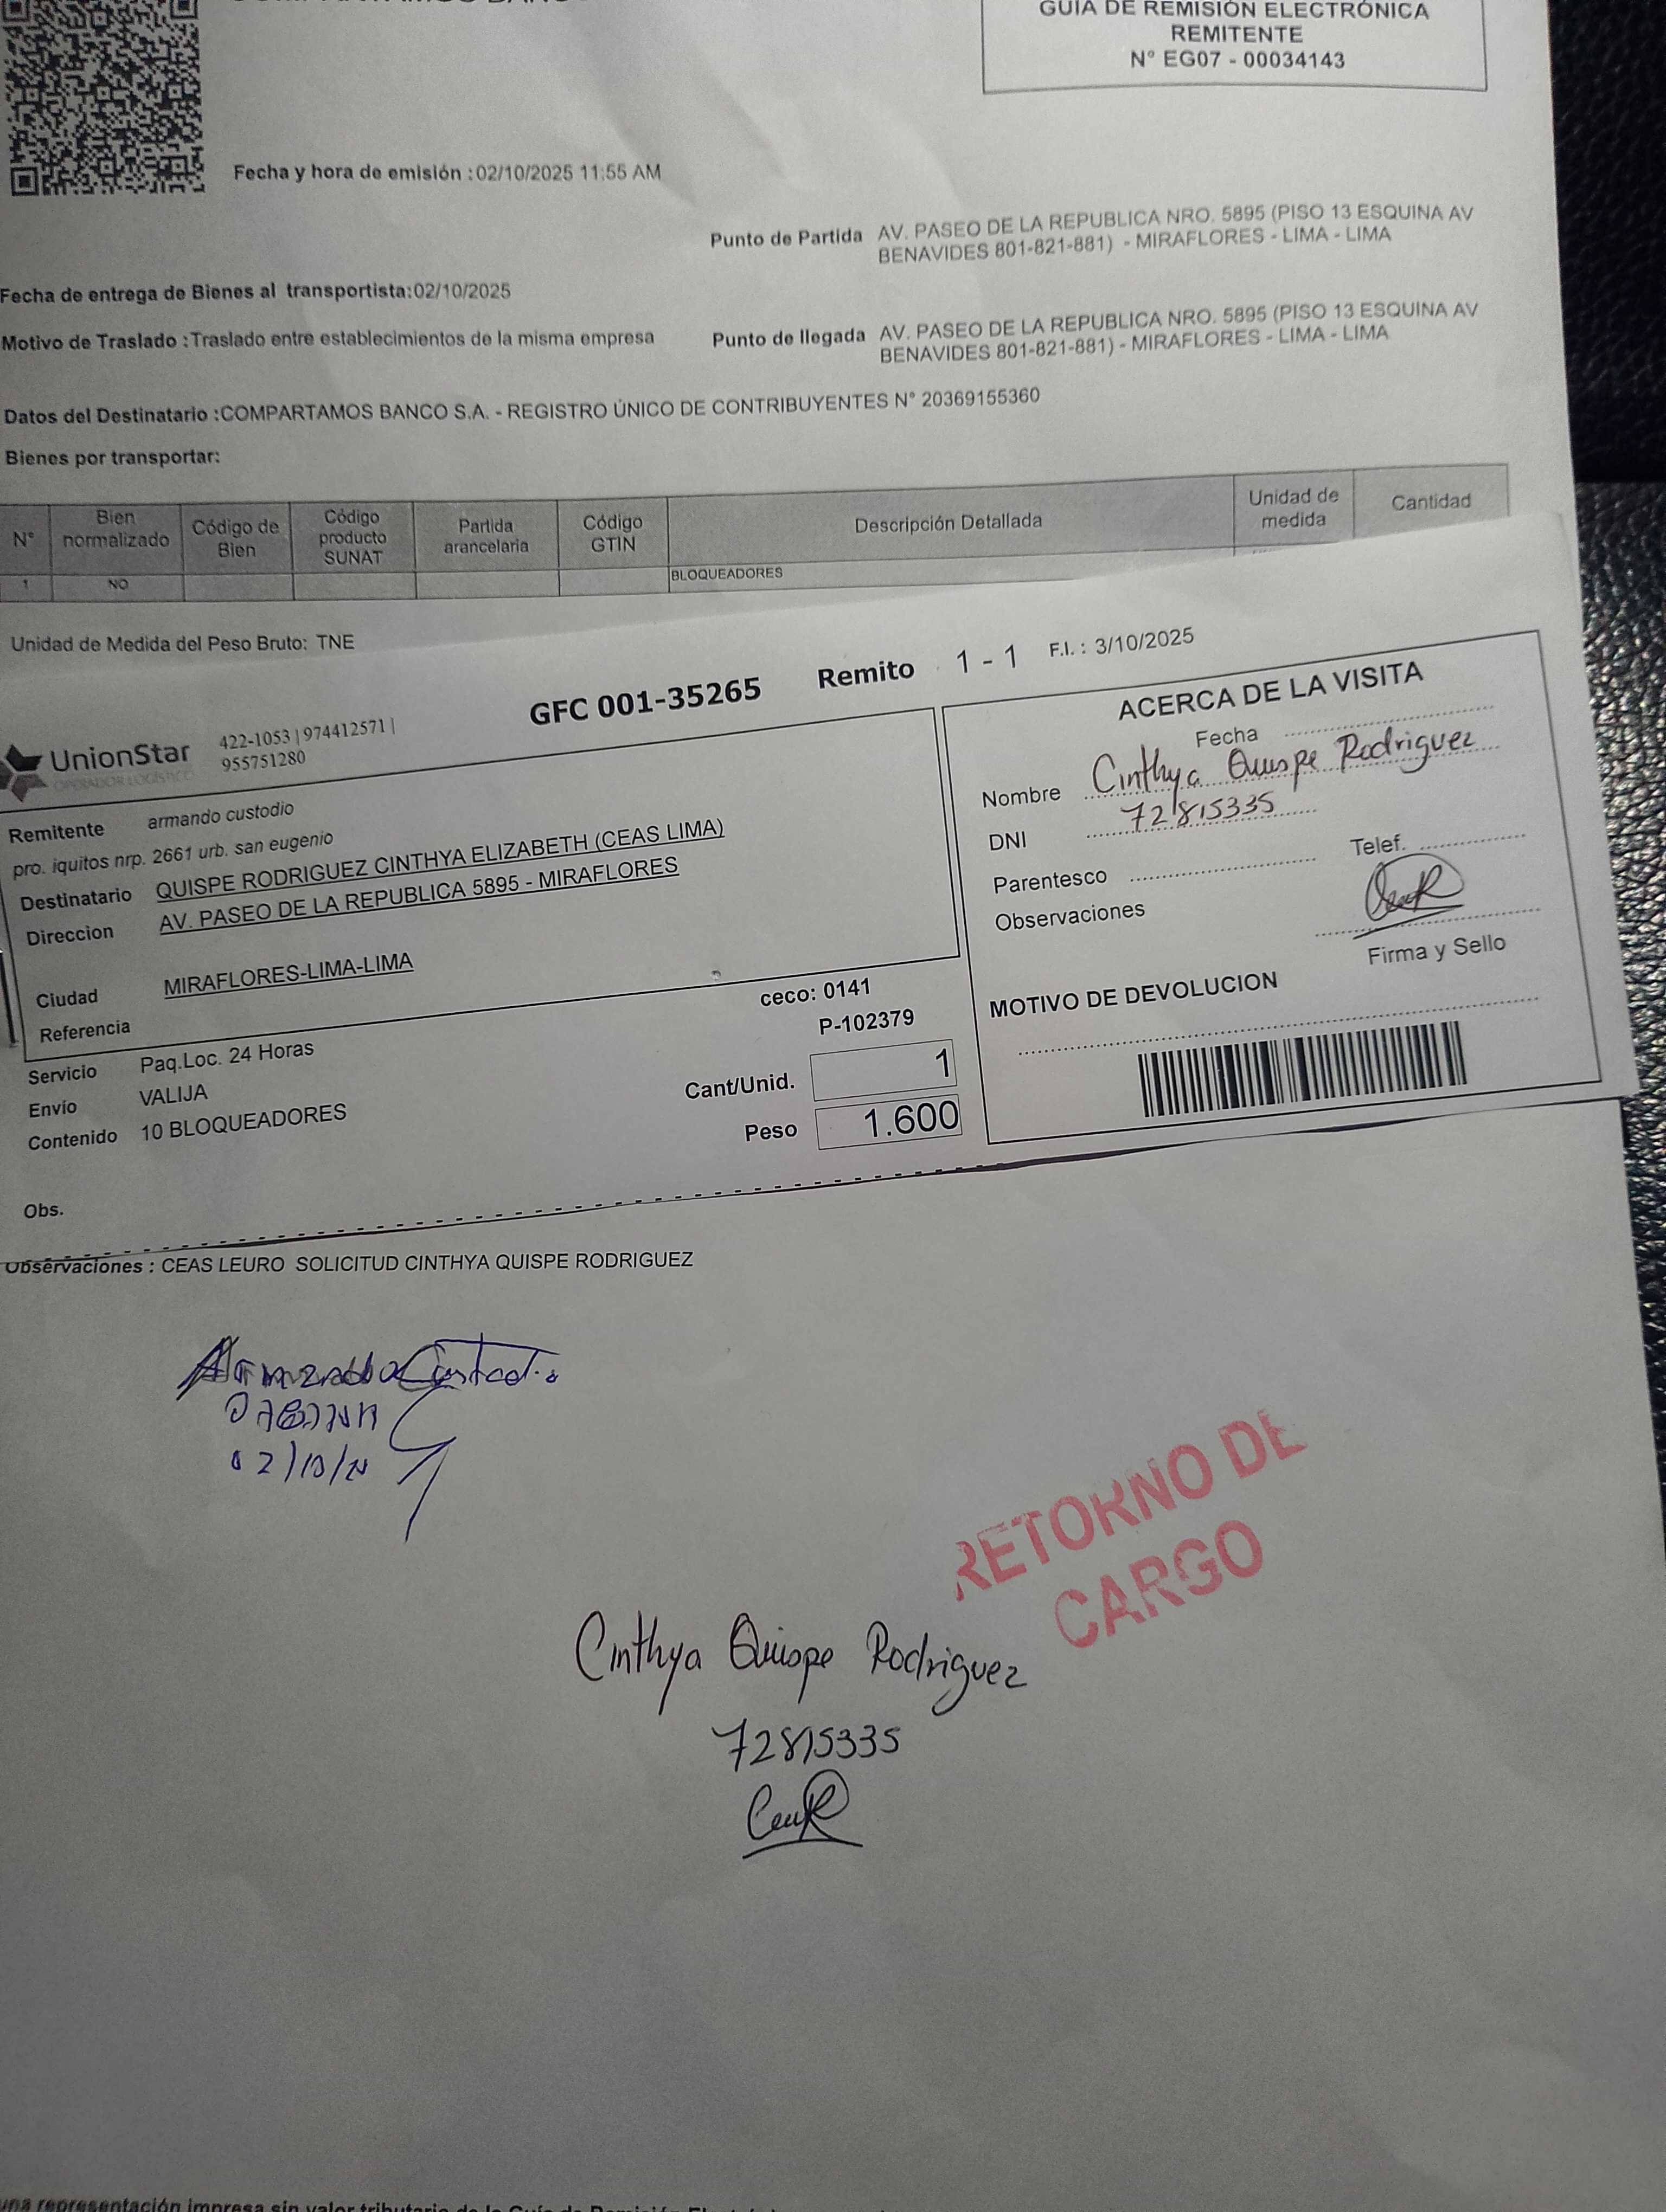 GUIA DE REMISIÓN ELECTRÓNICA
REMITENTE
N° EG07 - 00034143
Fecha y hora de emisión : 02/10/2025 11:55 AM
Punto de Partida AV. PASEO DE LA REPUBLICA NRO. 5895 (PISO 13 ESQUINA AV
BENAVIDES 801-821-881) - MIRAFLORES - LIMA - LIMA
Fecha de entrega de Bienes al transportista:02/10/2025
Motivo de Traslado : Traslado entre establecimientos de la misma empresa
Punto de llegada AV. PASEO DE LA REPUBLICA NRO. 5895 (PISO 13 ESQUINA AV
BENAVIDES 801-821-881) - MIRAFLORES - LIMA - LIMA
Datos del Destinatario :COMPARTAMOS BANCO S.A. - REGISTRO ÚNICO DE CONTRIBUYENTES N° 20369155360
Bienes por transportar:
N° Bien normalizado Código de Bien Código producto SUNAT Partida arancelaria Código GTIN Descripción Detallada Unidad de medida Cantidad
1 NO BLOQUEADORES
Unidad de Medida del Peso Bruto: TNE
GFC 001-35265 Remito 1 - 1 F.I. : 3/10/2025
UnionStar
OPERADOR LOGÍSTICO
422-1053 | 974412571 |
955751280
Remitente armando custodio
pro. iquitos nrp. 2661 urb. san eugenio
Destinatario QUISPE RODRIGUEZ CINTHYA ELIZABETH (CEAS LIMA)
Direccion AV. PASEO DE LA REPUBLICA 5895 - MIRAFLORES
Ciudad MIRAFLORES-LIMA-LIMA
Referencia
ceco: 0141
P-102379
Servicio Paq.Loc. 24 Horas
Envio VALIJA
Contenido 10 BLOQUEADORES
Cant/Unid. 1
Peso 1.600
Obs.
ACERCA DE LA VISITA
Fecha
Nombre Cinthya Quispe Rodriguez
DNI 72815335
Parentesco Telef.
Observaciones
Firma y Sello
MOTIVO DE DEVOLUCION
Observaciones : CEAS LEURO SOLICITUD CINTHYA QUISPE RODRIGUEZ
Armando Custodio
RETORNO DE
CARGO
Cinthya Quispe Rodriguez
72815335